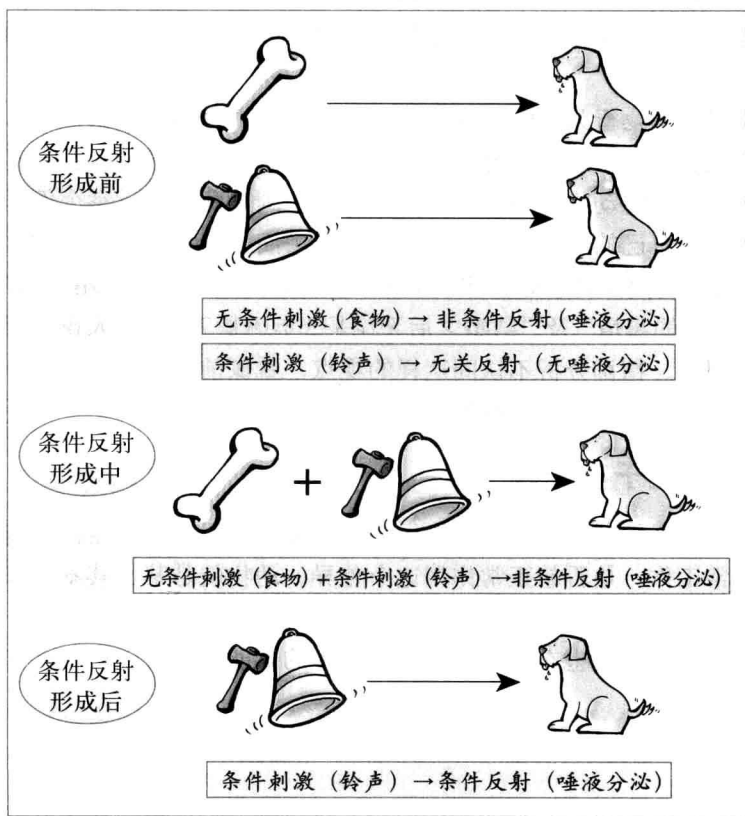 条件反射
形成前
无条件刺激(食物)→非条件反射(唾液分泌)
条件刺激(铃声)→无关反射(无唾液分泌)
条件反射
形成中
+
无条件刺激(食物)+条件刺激(铃声)→非条件反射(唾液分泌)
条件反射
形成后
条件刺激(铃声)→条件反射(唾液分泌)